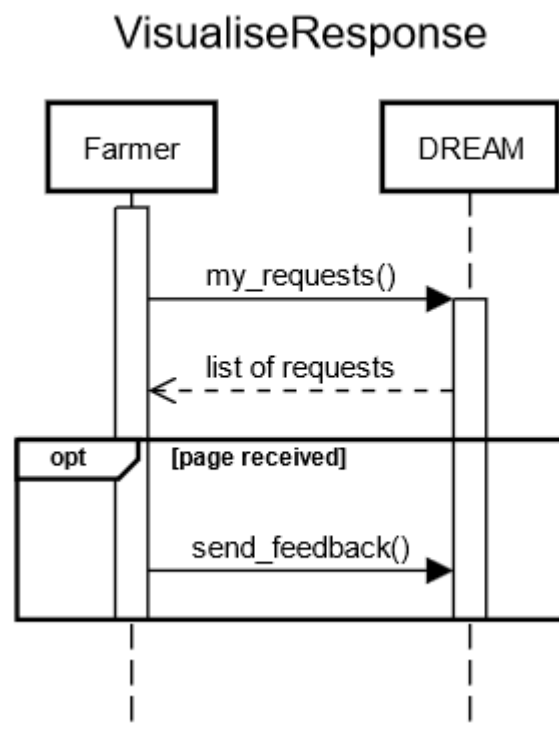 VisualiseResponse
Farmer
DREAM
my_requests()
list of requests
opt
[page received]
send_feedback()